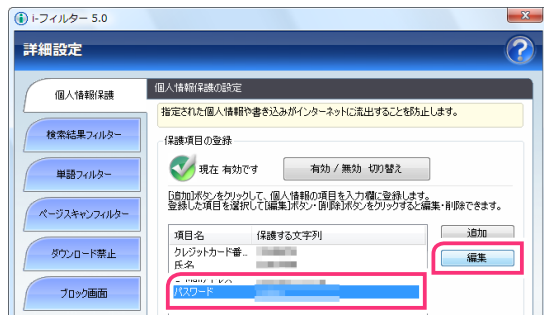 i-フィルター 5.0
詳細設定
個人情報保護
検索結果フィルター
単語フィルター
ページスキャンフィルター
ダウンロード禁止
ブロック画面
個人情報保護の設定
指定された個人情報や書き込みがインターネットに流出することを防止します。
保護項目の登録
現在 有効です
有効 / 無効 切り替え
[追加]ボタンをクリックして、個人情報の項目を入力欄に登録します。
登録した項目を選択して[編集]ボタン・[削除]ボタンをクリックすると編集・削除できます。
項目名 保護する文字列
クレジットカード番...
氏名
パスワード
追加
編集